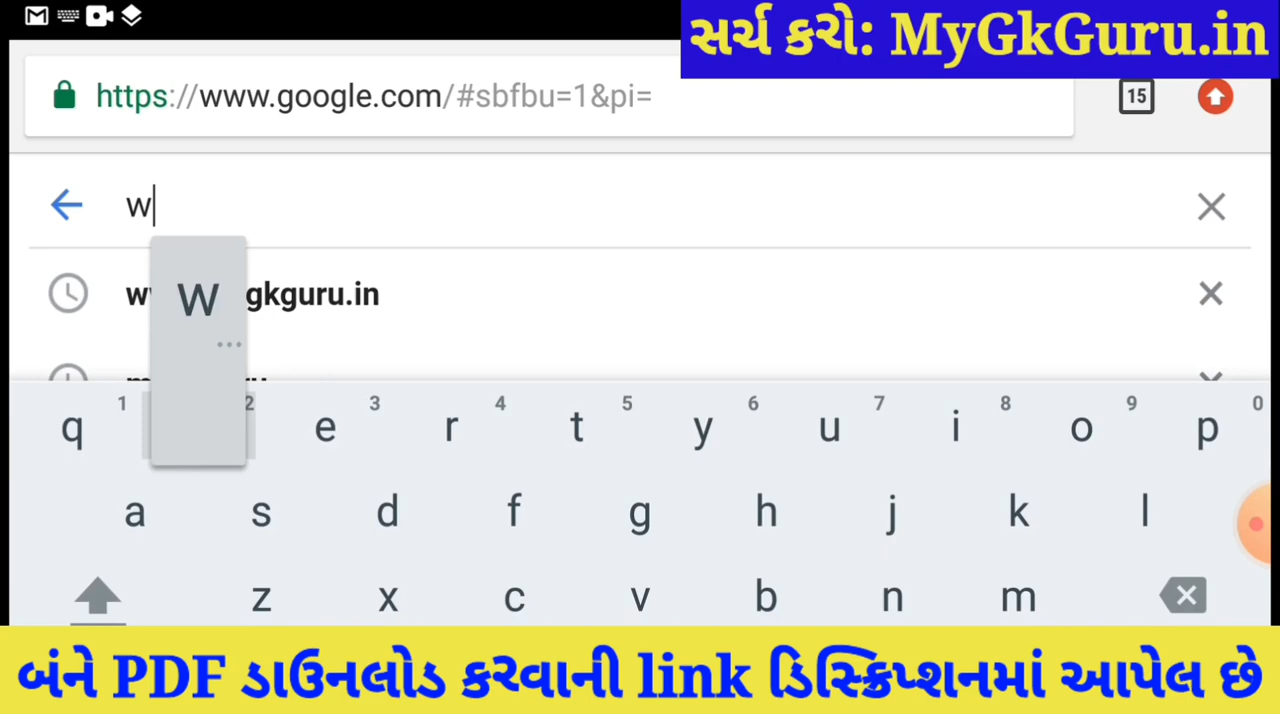 સર્ચ કરો: MyGkGuru.in
https://www.google.com/#sbfbu=1&pi=
15
w
w
gkguru.in
1 2 3 4 5 6 7 8 9 0
q e r t y u i o p
a s d f g h j k l
z x c v b n m
બંને PDF ડાઉનલોડ કરવાની link ડિસ્ક્રિપ્શનમાં આપેલ છે